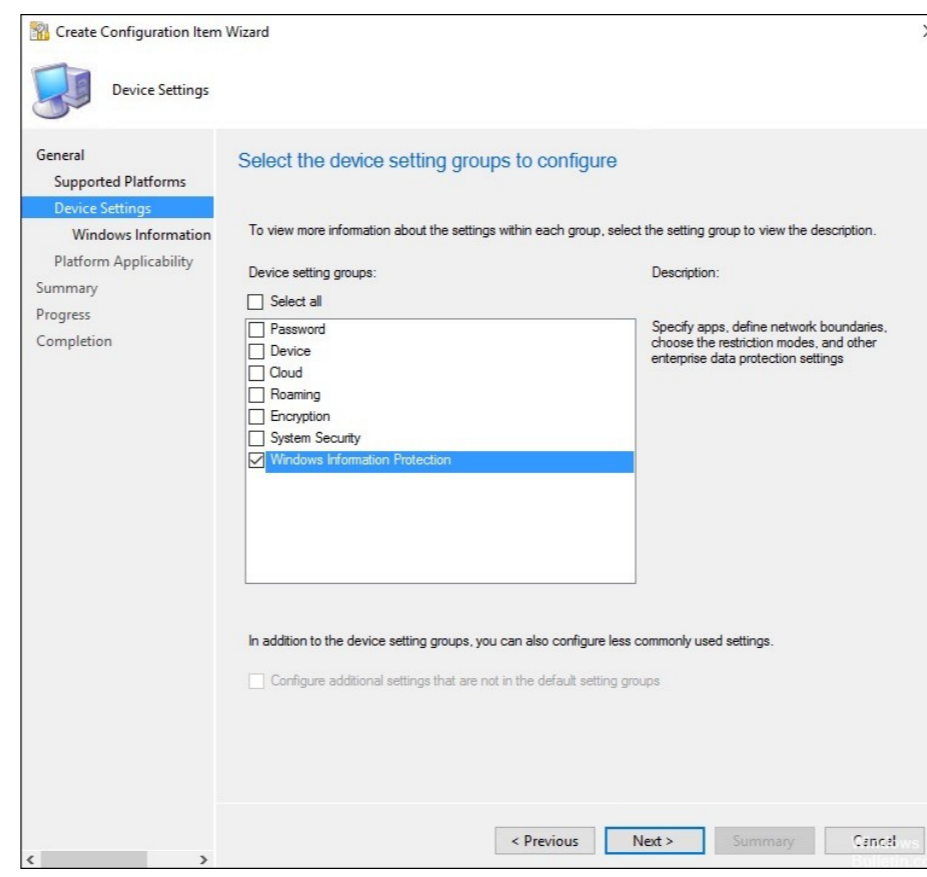 Create Configuration Item Wizard
Device Settings
General
Supported Platforms
Device Settings
Windows Information
Platform Applicability
Summary
Progress
Completion
Select the device setting groups to configure
To view more information about the settings within each group, select the setting group to view the description.
Device setting groups:
Select all
Password
Device
Cloud
Roaming
Encryption
System Security
Windows Information Protection
Description:
Specify apps, define network boundaries,
choose the restriction modes, and other
enterprise data protection settings
In addition to the device setting groups, you can also configure less commonly used settings.
Configure additional settings that are not in the default setting groups
< Previous
Next >
Summary
Cancel